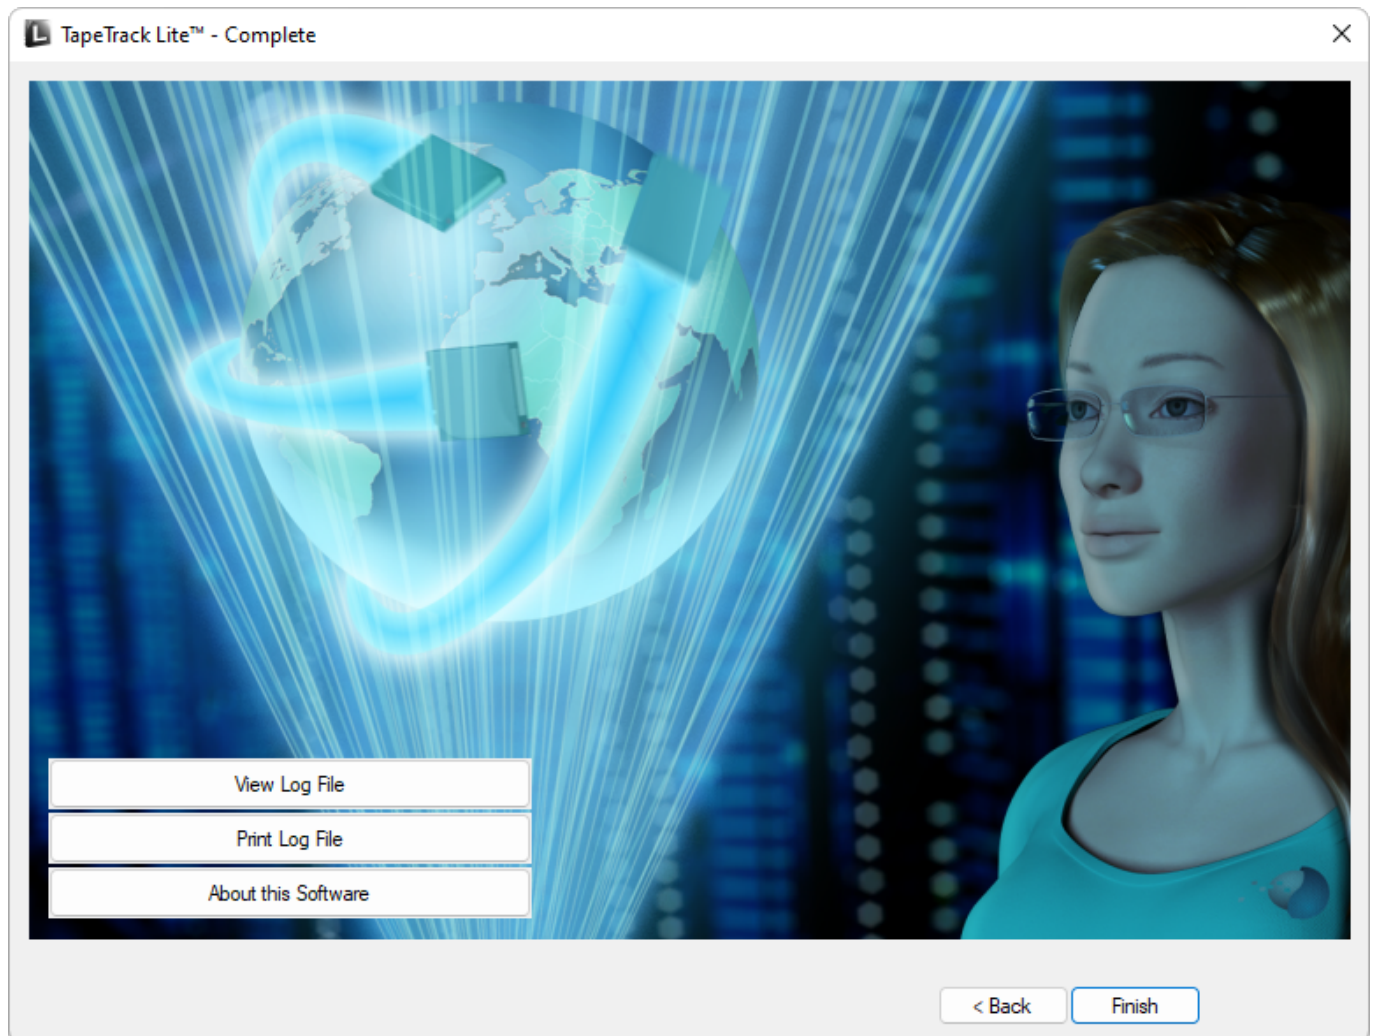 TapeTrack Lite™ - Complete
View Log File
Print Log File
About this Software
< Back
Finish